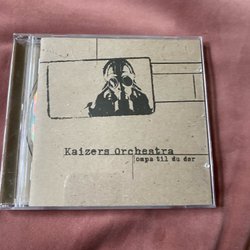 Kaizers Orchestra
ompa til du dør